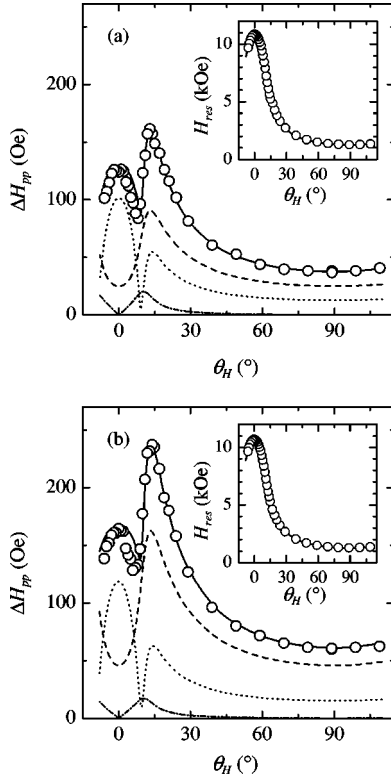 (a)
200
100
0
ΔH_pp (Oe)
0 30 60 90
θ_H (°)
10
5
0
H_res (kOe)
0 30 60 90
θ_H (°)
(b)
200
100
0
ΔH_pp (Oe)
0 30 60 90
θ_H (°)
10
5
0
H_res (kOe)
0 30 60 90
θ_H (°)